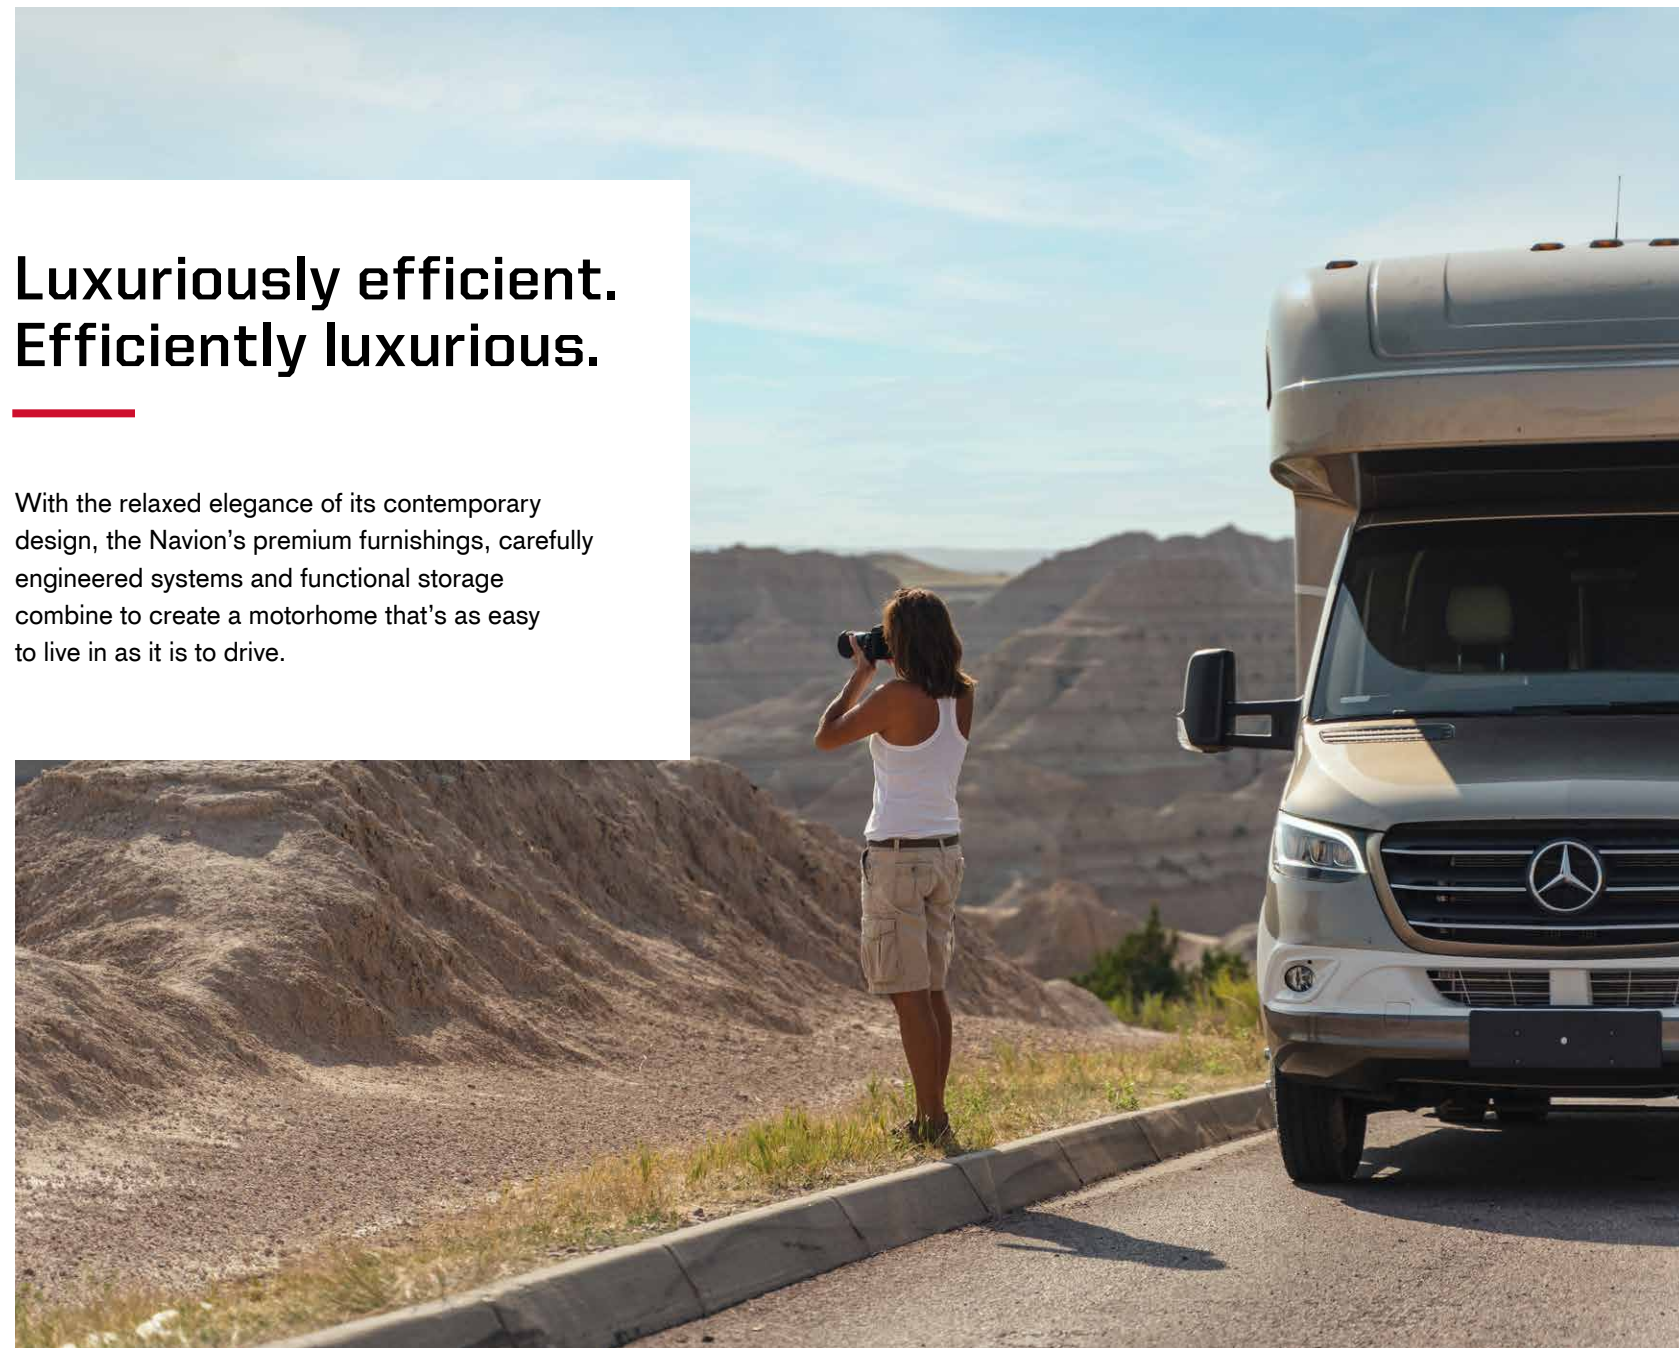 Luxuriously efficient.
Efficiently luxurious.
With the relaxed elegance of its contemporary
design, the Navion’s premium furnishings, carefully
engineered systems and functional storage
combine to create a motorhome that’s as easy
to live in as it is to drive.